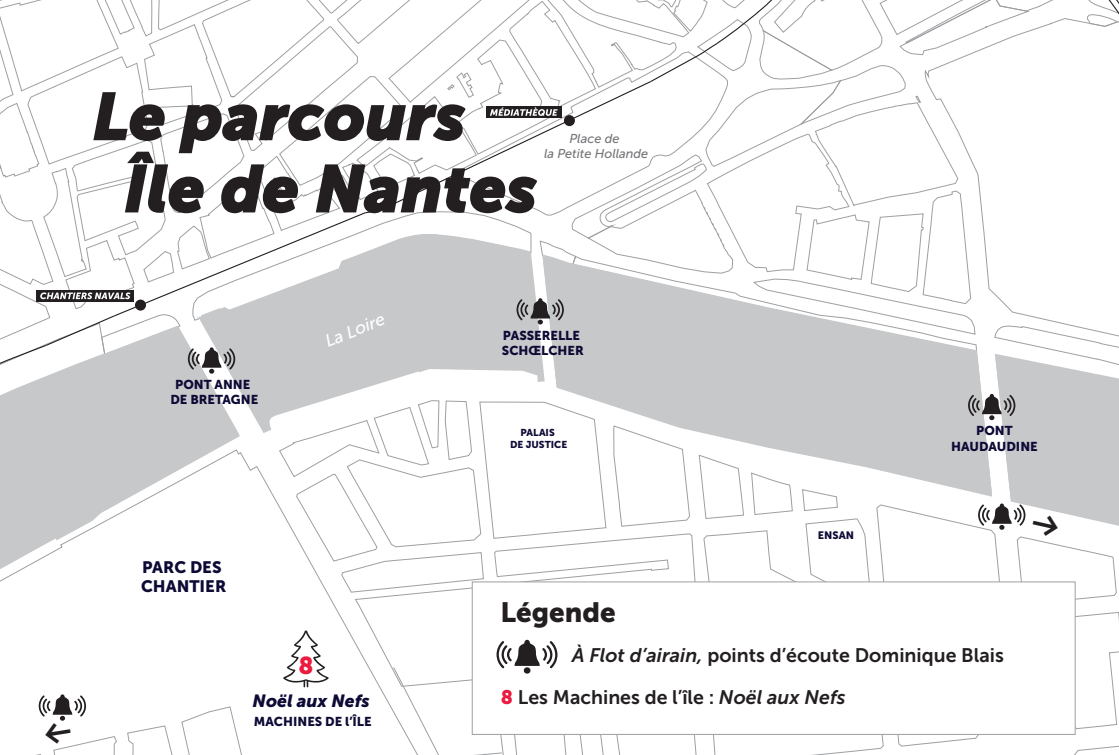 Le parcours
Île de Nantes
MÉDIATHÈQUE
Place de
la Petite Hollande
CHANTIERS NAVALS
La Loire
PASSERELLE
SCHŒLCHER
PONT ANNE
DE BRETAGNE
PONT
HAUDAUDINE
PALAIS
DE JUSTICE
ENSAN
PARC DES
CHANTIER
8
Noël aux Nefs
MACHINES DE l'ÎLE
Légende
À Flot d'airain, points d'écoute Dominique Blais
8 Les Machines de l'île : Noël aux Nefs